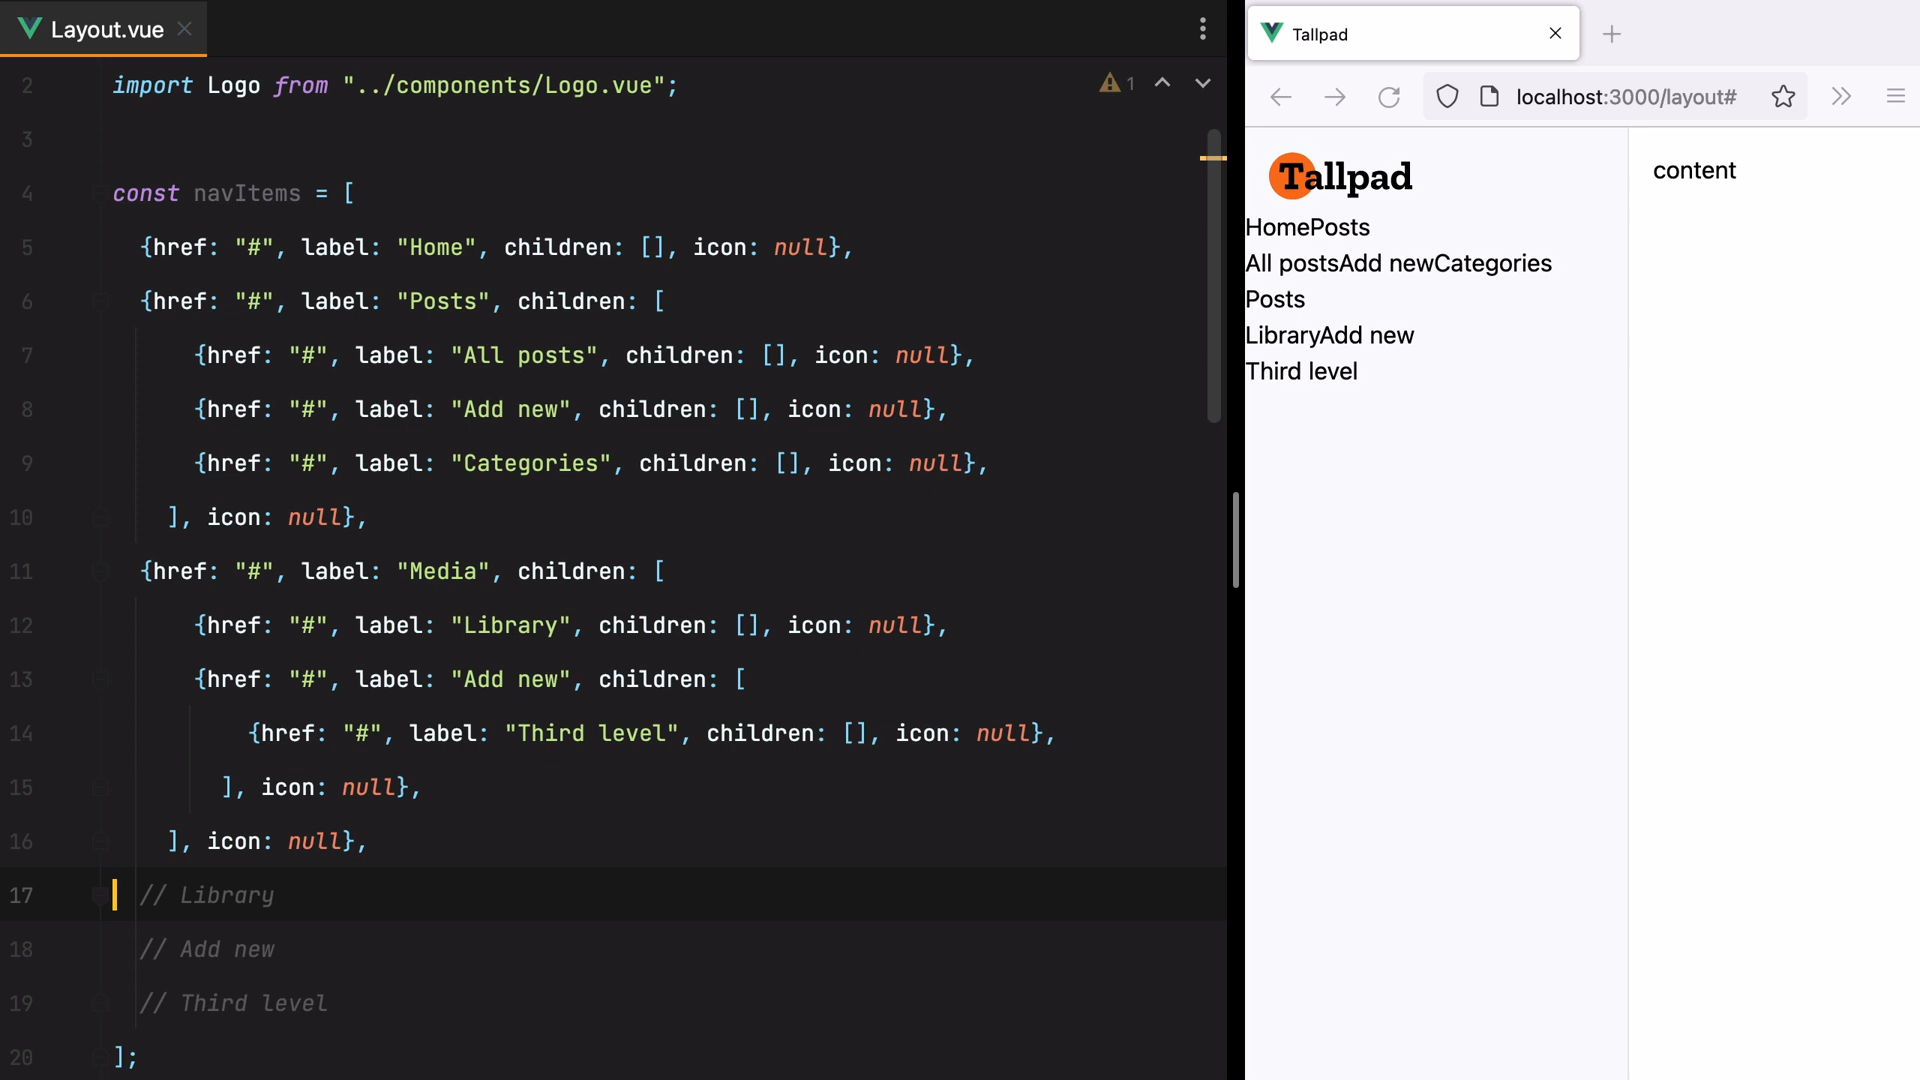 Layout.vue
2 import Logo from "../components/Logo.vue";
1
3
4 const navItems = [
5 {href: "#", label: "Home", children: [], icon: null},
6 {href: "#", label: "Posts", children: [
7 {href: "#", label: "All posts", children: [], icon: null},
8 {href: "#", label: "Add new", children: [], icon: null},
9 {href: "#", label: "Categories", children: [], icon: null},
10 ], icon: null},
11 {href: "#", label: "Media", children: [
12 {href: "#", label: "Library", children: [], icon: null},
13 {href: "#", label: "Add new", children: [
14 {href: "#", label: "Third level", children: [], icon: null},
15 ], icon: null},
16 ], icon: null},
17 // Library
18 // Add new
19 // Third level
20 ];
Tallpad
localhost:3000/layout#
Tallpad
HomePosts
All postsAdd newCategories
Posts
LibraryAdd new
Third level
content